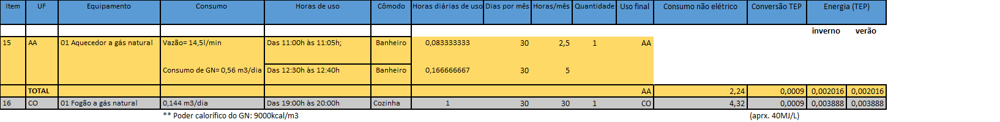 Item UF Equipamento Consumo Horas de uso Cômodo Horas diárias de uso Dias por mês Horas/mês Quantidade Uso final Consumo não elétrico Conversão TEP Energia (TEP)
inverno verão
15 AA 01 Aquecedor a gás natural Vazão= 14,5l/min Das 11:00h às 11:05h; Banheiro 0,083333333 30 2,5 1 AA
Consumo de GN= 0,56 m3/dia Das 12:30h às 12:40h Banheiro 0,166666667 30 5
TOTAL AA 2,24 0,0009 0,002016 0,002016
16 CO 01 Fogão a gás natural 0,144 m3/dia Das 19:00h às 20:00h Cozinha 1 30 30 1 CO 4,32 0,0009 0,003888 0,003888
** Poder calorífico do GN: 9000kcal/m3 (aprx. 40MJ/L)